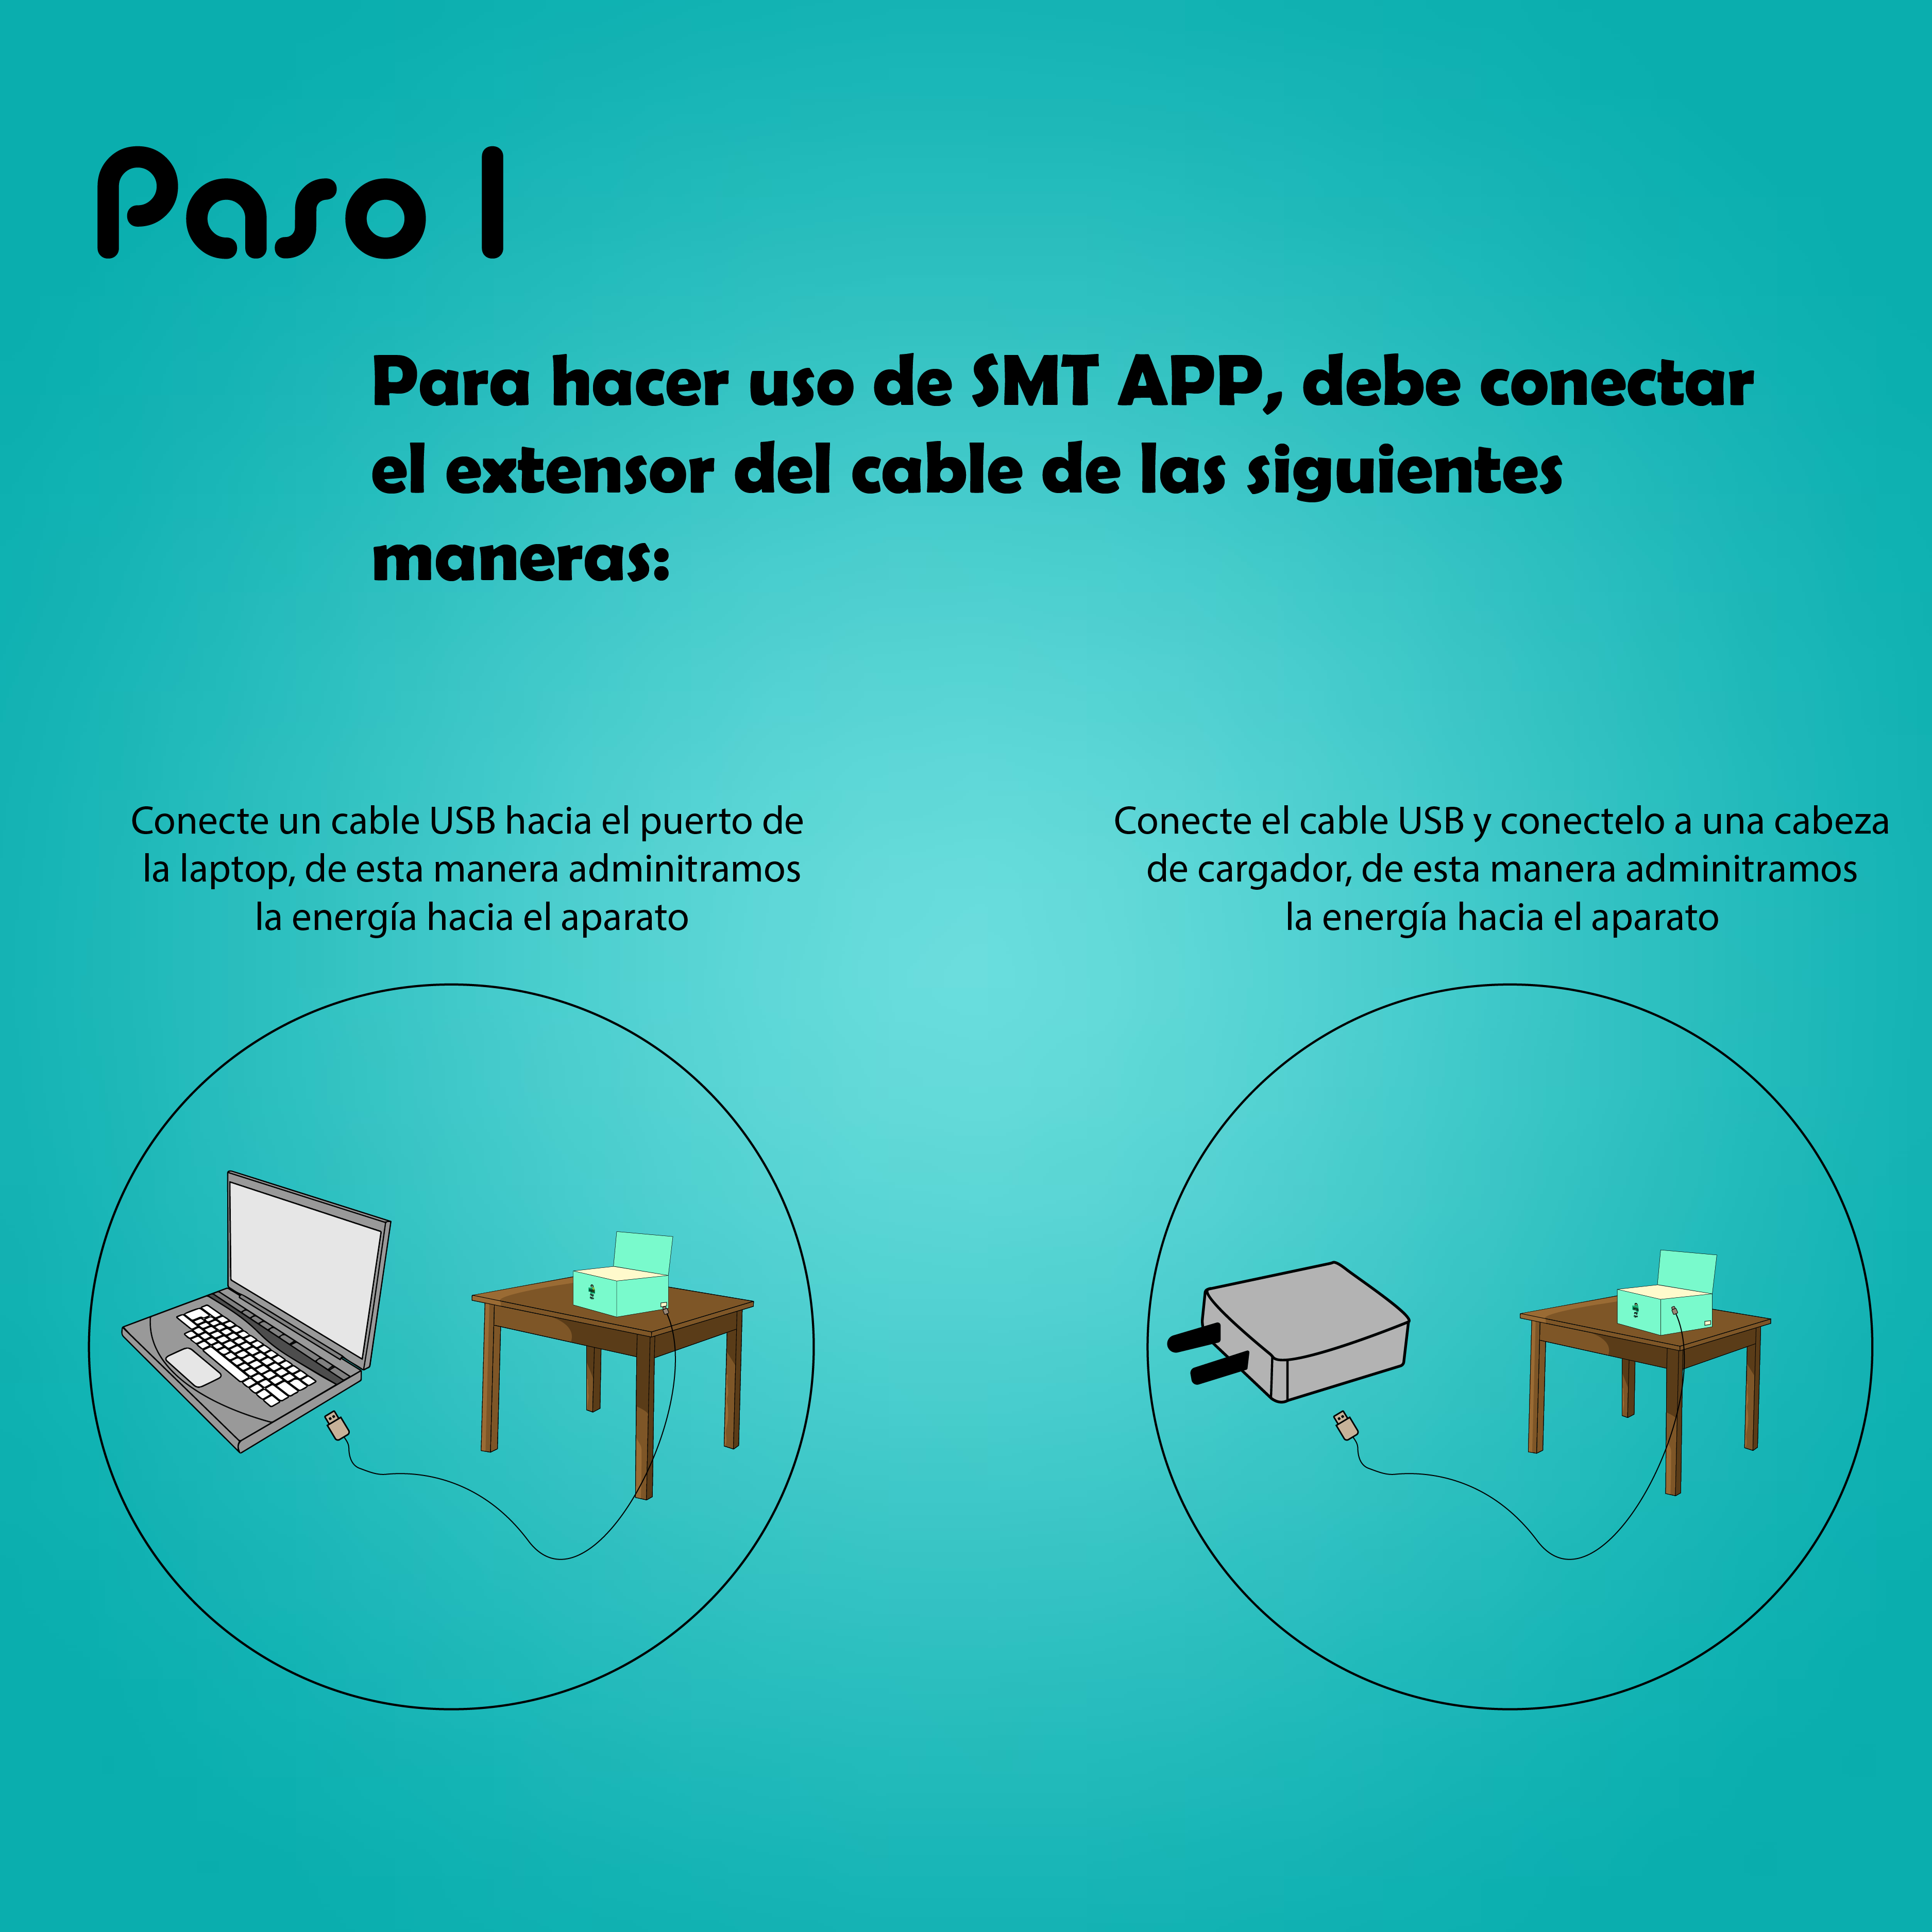 Paso 1
Para hacer uso de SMT APP, debe conectar
el extensor del cable de las siguientes
maneras:
Conecte un cable USB hacia el puerto de
la laptop, de esta manera adminitramos
la energía hacia el aparato
Conecte el cable USB y conectelo a una cabeza
de cargador, de esta manera adminitramos
la energía hacia el aparato